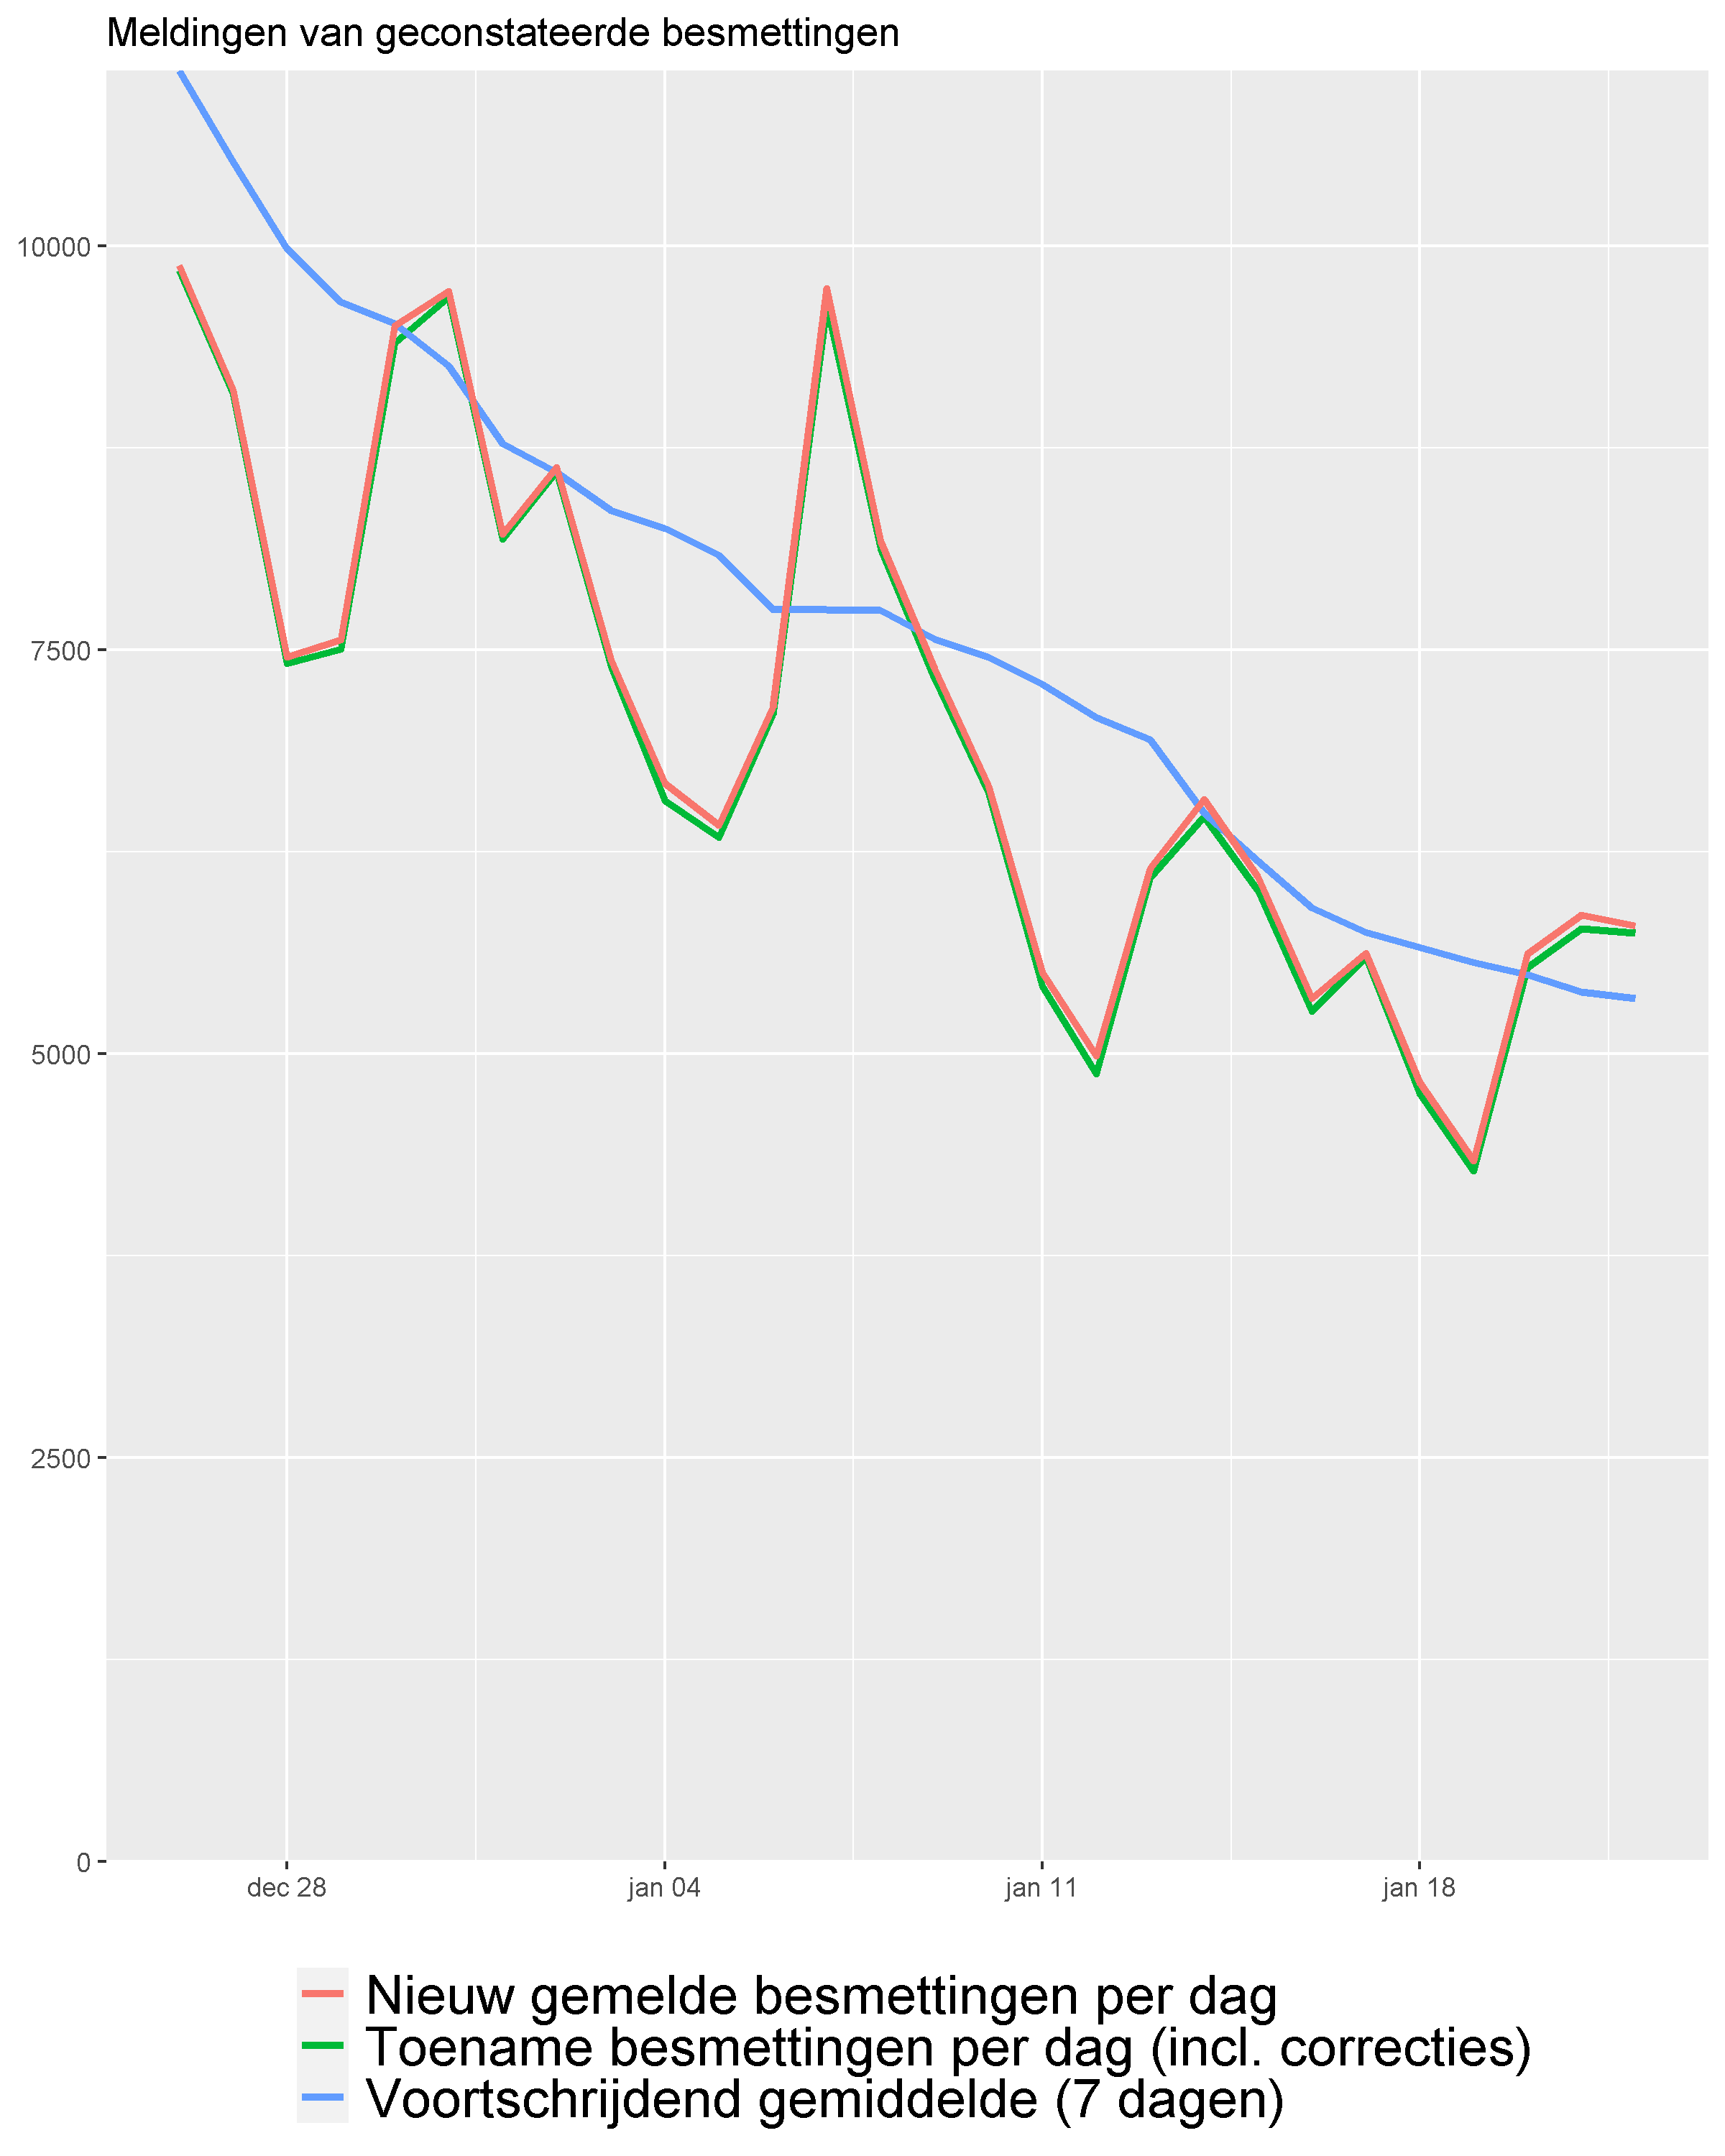 Meldingen van geconstateerde besmettingen
10000
7500
5000
2500
0
dec 28
jan 04
jan 11
jan 18
Nieuw gemelde besmettingen per dag
Toename besmettingen per dag (incl. correcties)
Voortschrijdend gemiddelde (7 dagen)